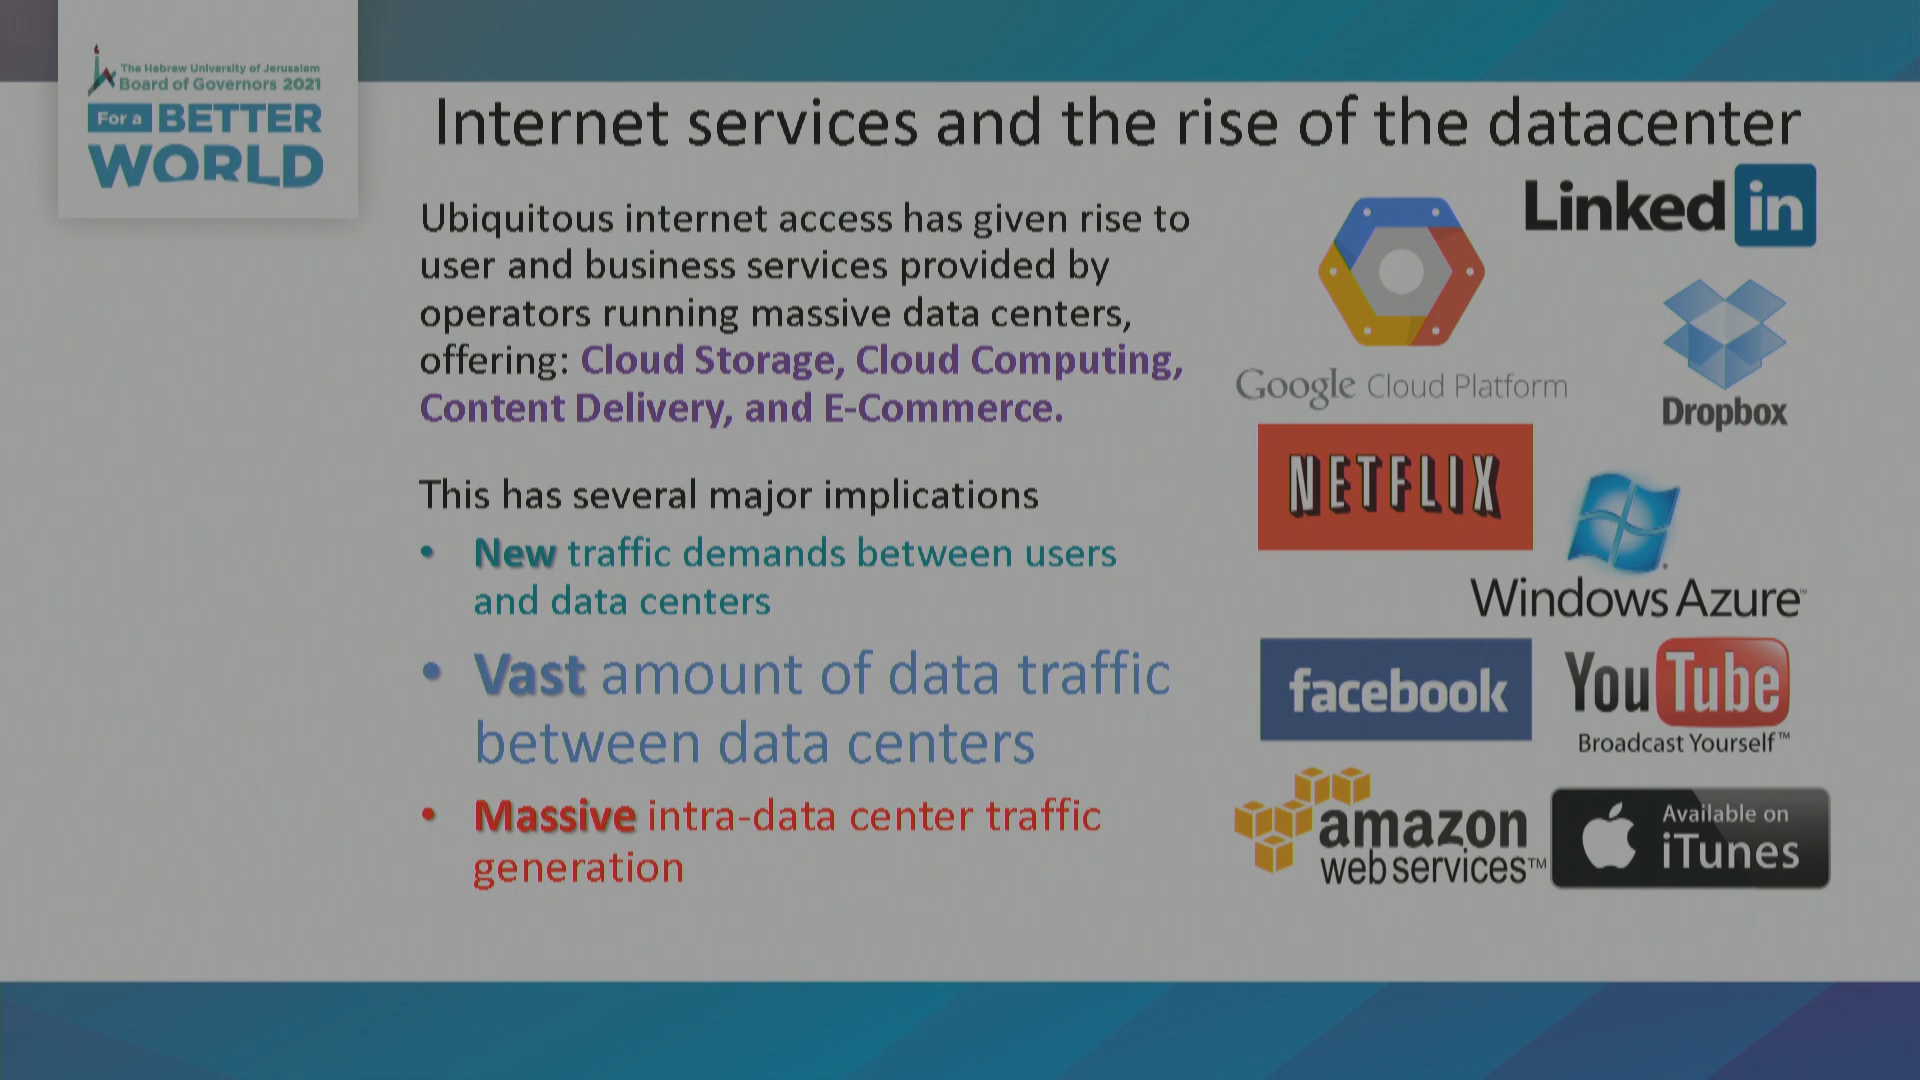 The Hebrew University of Jerusalem
Board of Governors 2021
For a BETTER
WORLD
Internet services and the rise of the datacenter
Ubiquitous internet access has given rise to
user and business services provided by
operators running massive data centers,
offering: Cloud Storage, Cloud Computing,
Content Delivery, and E-Commerce.
This has several major implications
• New traffic demands between users
and data centers
• Vast amount of data traffic
between data centers
• Massive intra-data center traffic
generation
Linked in
Google Cloud Platform
Dropbox
NETFLIX
Windows Azure
facebook
YouTube
Broadcast Yourself™
amazon
webservices™
Available on
iTunes